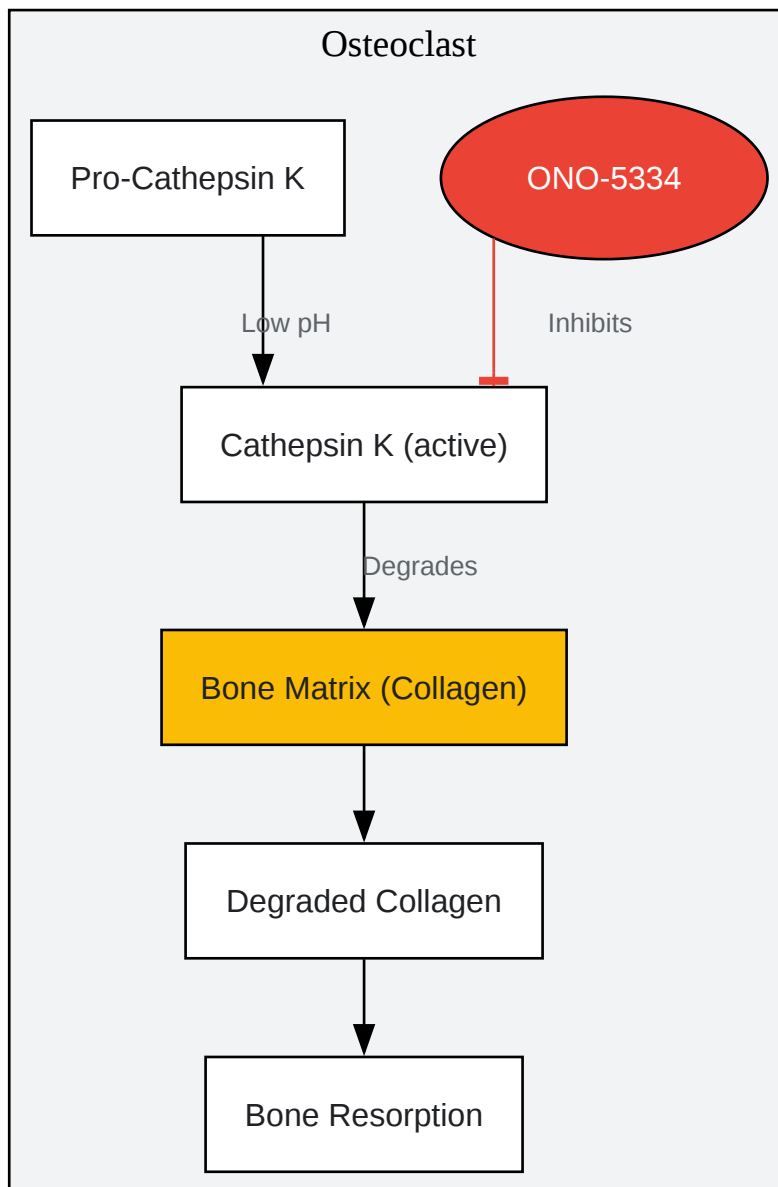 Osteoclast
Pro-Cathepsin K
ONO-5334
Low pH
Inhibits
Cathepsin K (active)
Degrades
Bone Matrix (Collagen)
Degraded Collagen
Bone Resorption